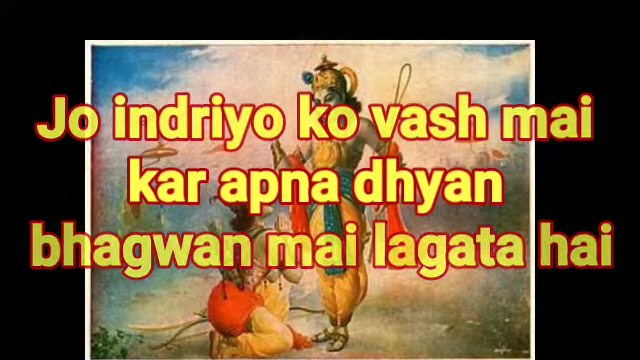 Jo indriyo ko vash mai
kar apna dhyan
bhagwan mai lagata hai